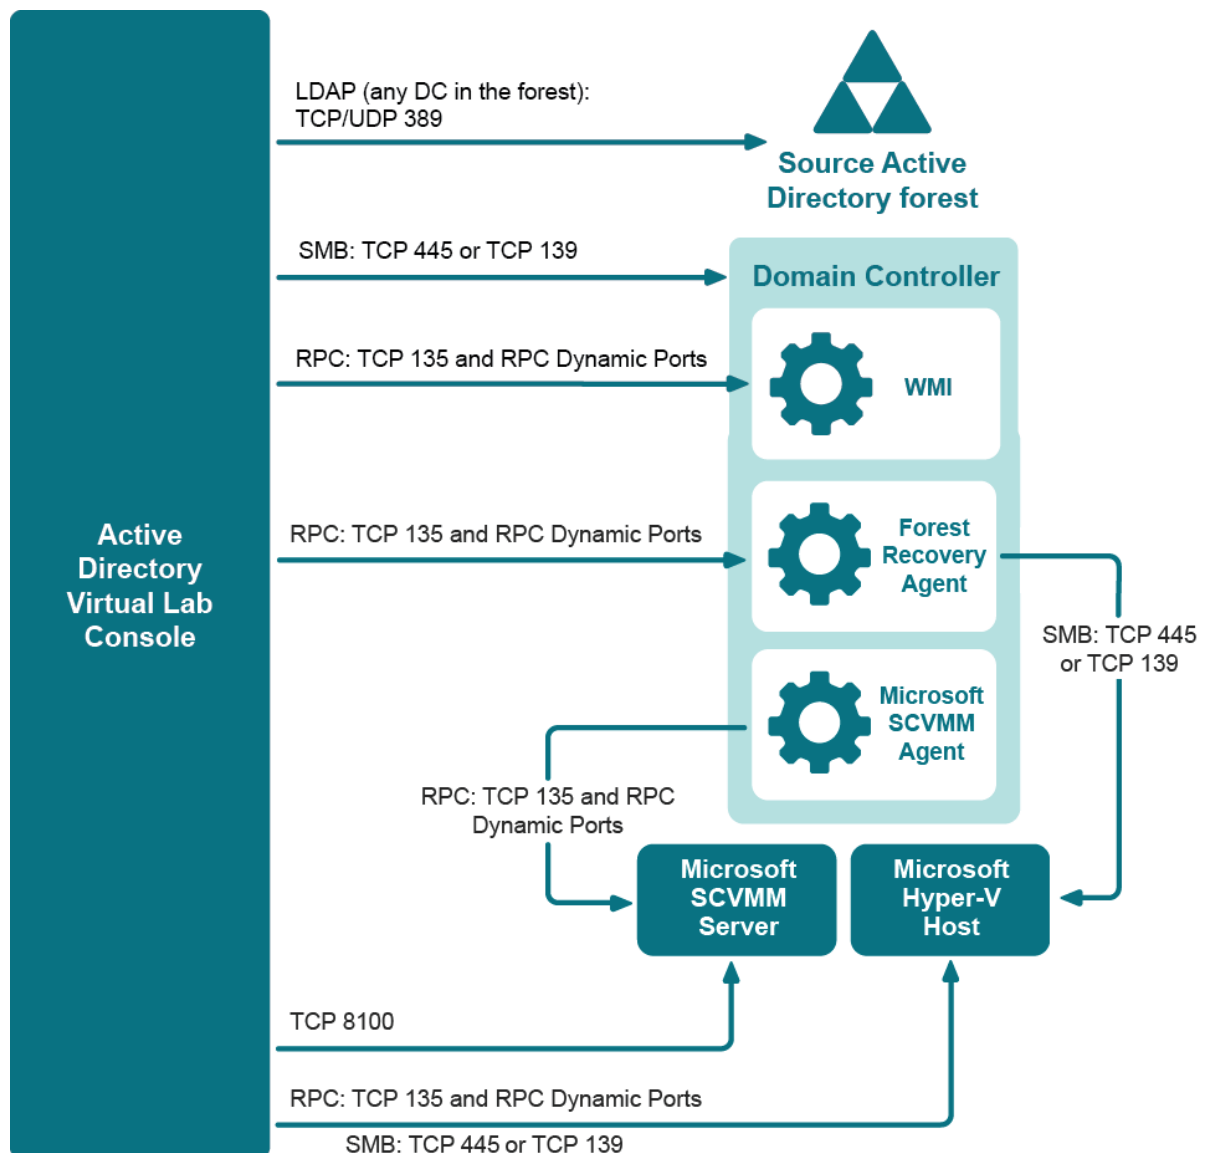 LDAP (any DC in the forest):
TCP/UDP 389
Source Active
Directory forest
SMB: TCP 445 or TCP 139
Domain Controller
RPC: TCP 135 and RPC Dynamic Ports
WMI
Active
Directory
Virtual Lab
Console
RPC: TCP 135 and RPC Dynamic Ports
Forest
Recovery
Agent
SMB: TCP 445
or TCP 139
Microsoft
SCVMM
Agent
RPC: TCP 135 and RPC
Dynamic Ports
Microsoft
SCVMM
Server
Microsoft
Hyper-V
Host
TCP 8100
RPC: TCP 135 and RPC Dynamic Ports
SMB: TCP 445 or TCP 139